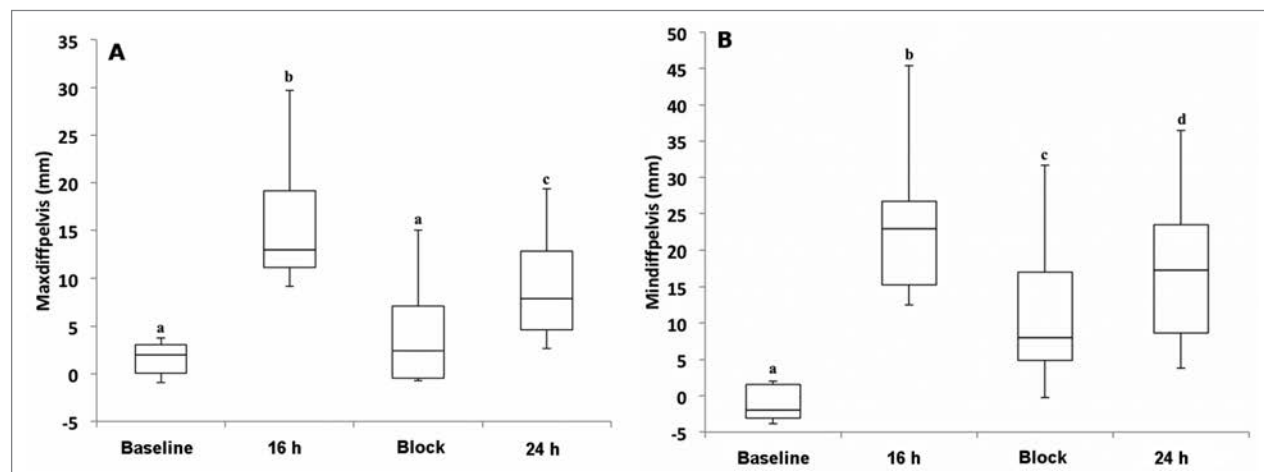 A
Maxdiffpelvis (mm)
35
30
25
20
15
10
5
0
-5
a
b
a
c
Baseline 16 h Block 24 h
B
Mindiffpelvis (mm)
50
45
40
35
30
25
20
15
10
5
0
-5
a
b
c
d
Baseline 16 h Block 24 h